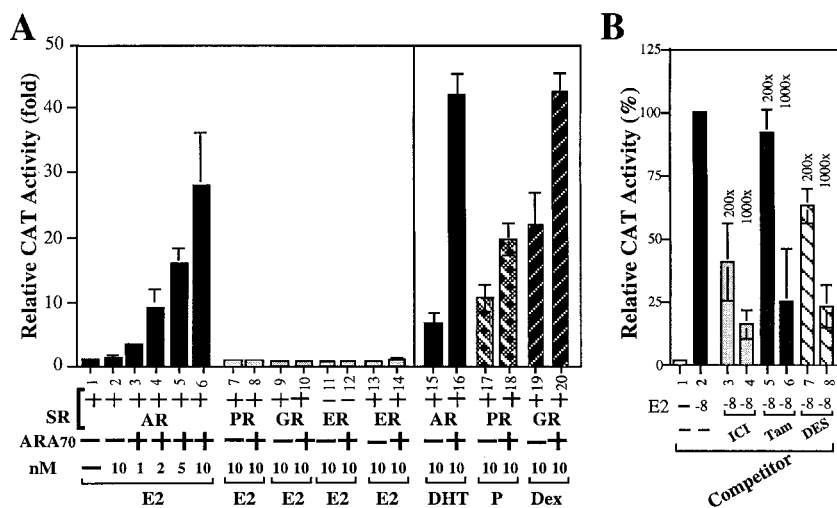 A
Relative CAT Activity (fold)
50
40
30
20
10
0
1 2 3 4 5 6 7 8 9 10 11 12 13 14 15 16 17 18 19 20
SR + + + + + + + + + + − − + + + + + + + +
AR PR GR ER ER AR PR GR
ARA70 − − + + + + − + − + − + − + − + − + − +
nM − 10 1 2 5 10 10 10 10 10 10 10 10 10 10 10 10 10 10 10
E2 E2 E2 E2 E2 DHT P Dex
B
Relative CAT Activity (%)
125
100
75
50
25
0
200x 1000x 200x 1000x 200x 1000x
1 2 3 4 5 6 7 8
E2 − -8 -8 -8 -8 -8 -8 -8
− − ICI Tam DES
Competitor